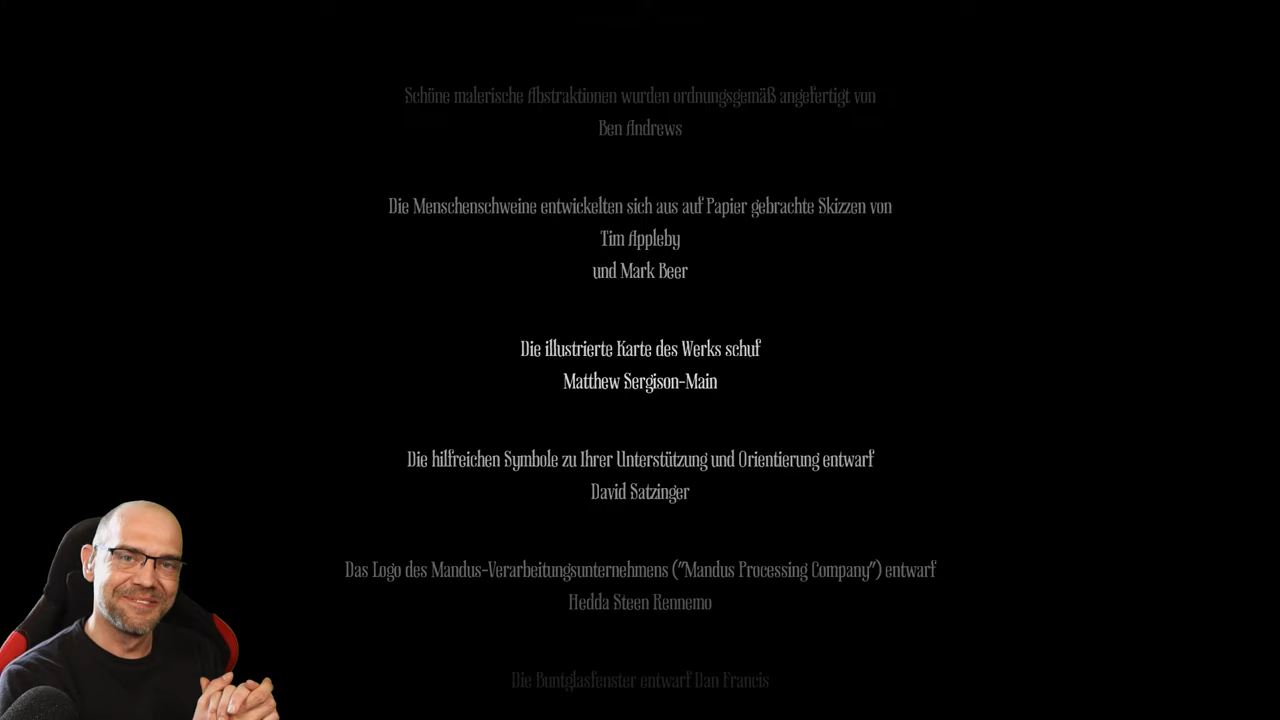 Schöne malerische Abstraktionen wurden ordnungsgemäß angefertigt von
Ben Andrews
Die Menschenschweine entwickelten sich aus auf Papier gebrachte Skizzen von
Tim Appleby
und Mark Beer
Die illustrierte Karte des Werks schuf
Matthew Sergison-Main
Die hilfreichen Symbole zu Ihrer Unterstützung und Orientierung entwarf
David Satzinger
Das Logo des Mandus-Verarbeitungsunternehmens ("Mandus Processing Company") entwarf
Hedda Steen Rennemo
Die Buntglasfenster entwarf Dan Francis